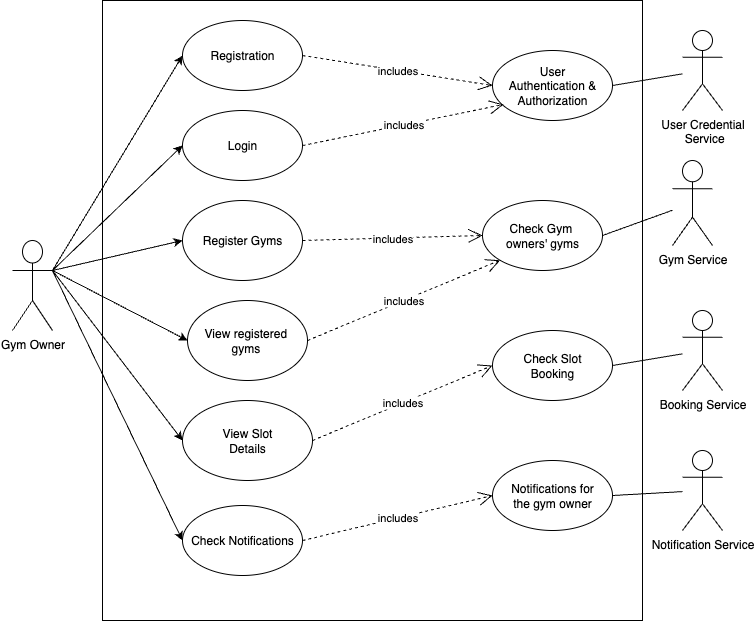 Registration
includes
User
Authentication &
Authorization
User Credential
Service
Login
includes
Register Gyms
includes
Check Gym
owners' gyms
Gym Service
Gym Owner
View registered
gyms
includes
Check Slot
Booking
Booking Service
View Slot
Details
includes
Notifications for
the gym owner
Notification Service
Check Notifications
includes